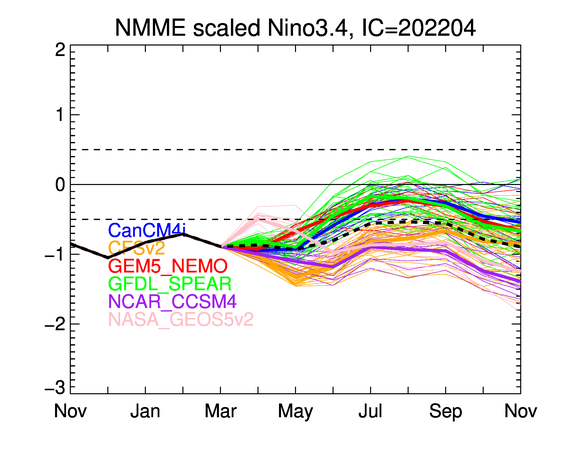 NMME scaled Nino3.4, IC=202204
2
1
0
CanCM4i
CFSv2
−1
GEM5_NEMO
GFDL_SPEAR
NCAR_CCSM4
NASA_GEOS5v2
−2
−3
Nov Jan Mar May Jul Sep Nov